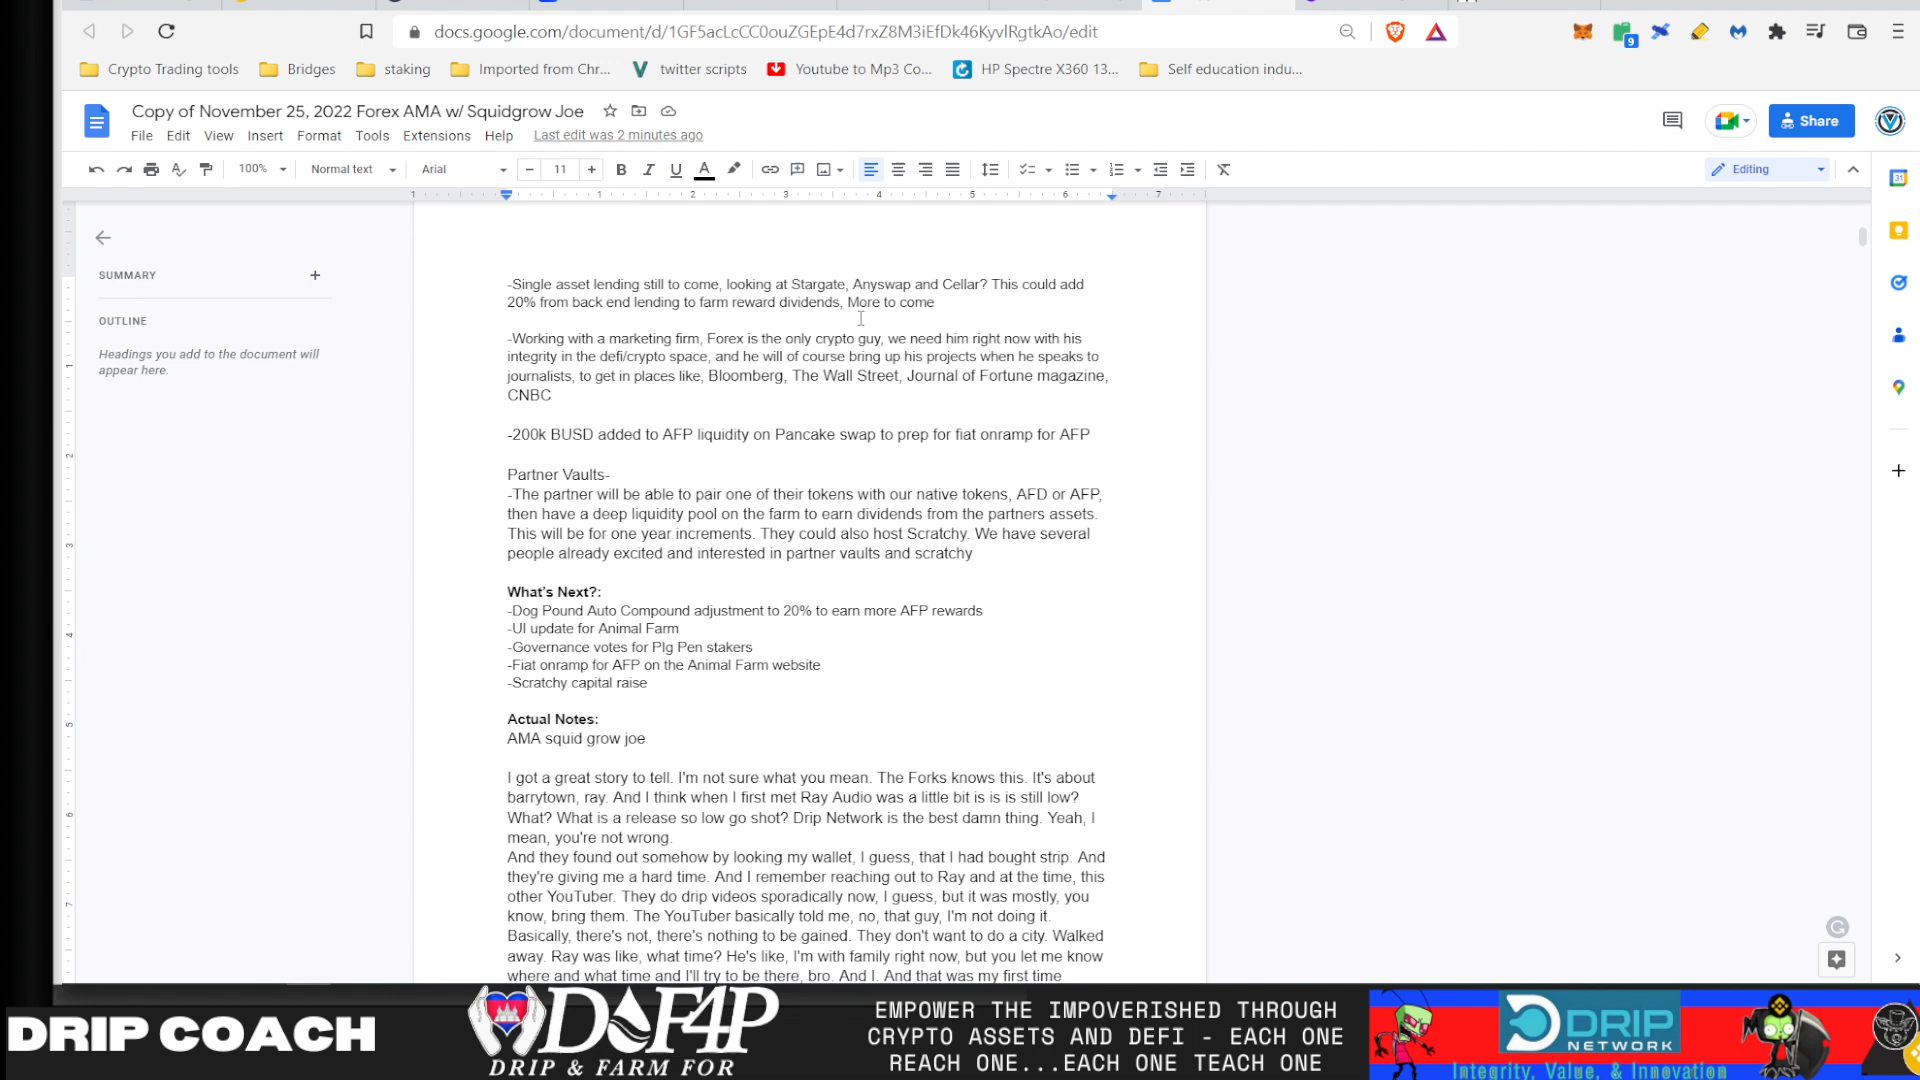 docs.google.com/document/d/1GF5acLcCC0ouZGEpE4d7rxZ8M3iEfDk46KyvlRgtkAo/edit
9
Crypto Trading tools
Bridges
staking
Imported from Chr...
twitter scripts
Youtube to Mp3 Co...
HP Spectre X360 13...
Self education indu...
Copy of November 25, 2022 Forex AMA w/ Squidgrow Joe
Share
File Edit View Insert Format Tools Extensions Help Last edit was 2 minutes ago
100% Normal text Arial 11 B I U A Editing
31
1 1 2 3 4 5 6 7
SUMMARY
OUTLINE
Headings you add to the document will
appear here.
-Single asset lending still to come, looking at Stargate, Anyswap and Cellar? This could add
20% from back end lending to farm reward dividends, More to come
-Working with a marketing firm, Forex is the only crypto guy, we need him right now with his
integrity in the defi/crypto space, and he will of course bring up his projects when he speaks to
journalists, to get in places like, Bloomberg, The Wall Street, Journal of Fortune magazine,
CNBC
-200k BUSD added to AFP liquidity on Pancake swap to prep for fiat onramp for AFP
Partner Vaults-
-The partner will be able to pair one of their tokens with our native tokens, AFD or AFP,
then have a deep liquidity pool on the farm to earn dividends from the partners assets.
This will be for one year increments. They could also host Scratchy. We have several
people already excited and interested in partner vaults and scratchy
What's Next?:
-Dog Pound Auto Compound adjustment to 20% to earn more AFP rewards
-UI update for Animal Farm
-Governance votes for PIg Pen stakers
-Fiat onramp for AFP on the Animal Farm website
-Scratchy capital raise
Actual Notes:
AMA squid grow joe
I got a great story to tell. I'm not sure what you mean. The Forks knows this. It's about
barrytown, ray. And I think when I first met Ray Audio was a little bit is is is still low?
What? What is a release so low go shot? Drip Network is the best damn thing. Yeah, I
mean, you're not wrong.
And they found out somehow by looking my wallet, I guess, that I had bought strip. And
they're giving me a hard time. And I remember reaching out to Ray and at the time, this
other YouTuber. They do drip videos sporadically now, I guess, but it was mostly, you
know, bring them. The YouTuber basically told me, no, that guy, I'm not doing it.
Basically, there's not, there's nothing to be gained. They don't want to do a city. Walked
away. Ray was like, what time? He's like, I'm with family right now, but you let me know
where and what time and I'll try to be there, bro. And I. And that was my first time
DRIP COACH
D&F4P
DRIP & FARM FOR
EMPOWER THE IMPOVERISHED THROUGH
CRYPTO ASSETS AND DEFI - EACH ONE
REACH ONE...EACH ONE TEACH ONE
DRIP
NETWORK
Integrity, Value, & Innovation